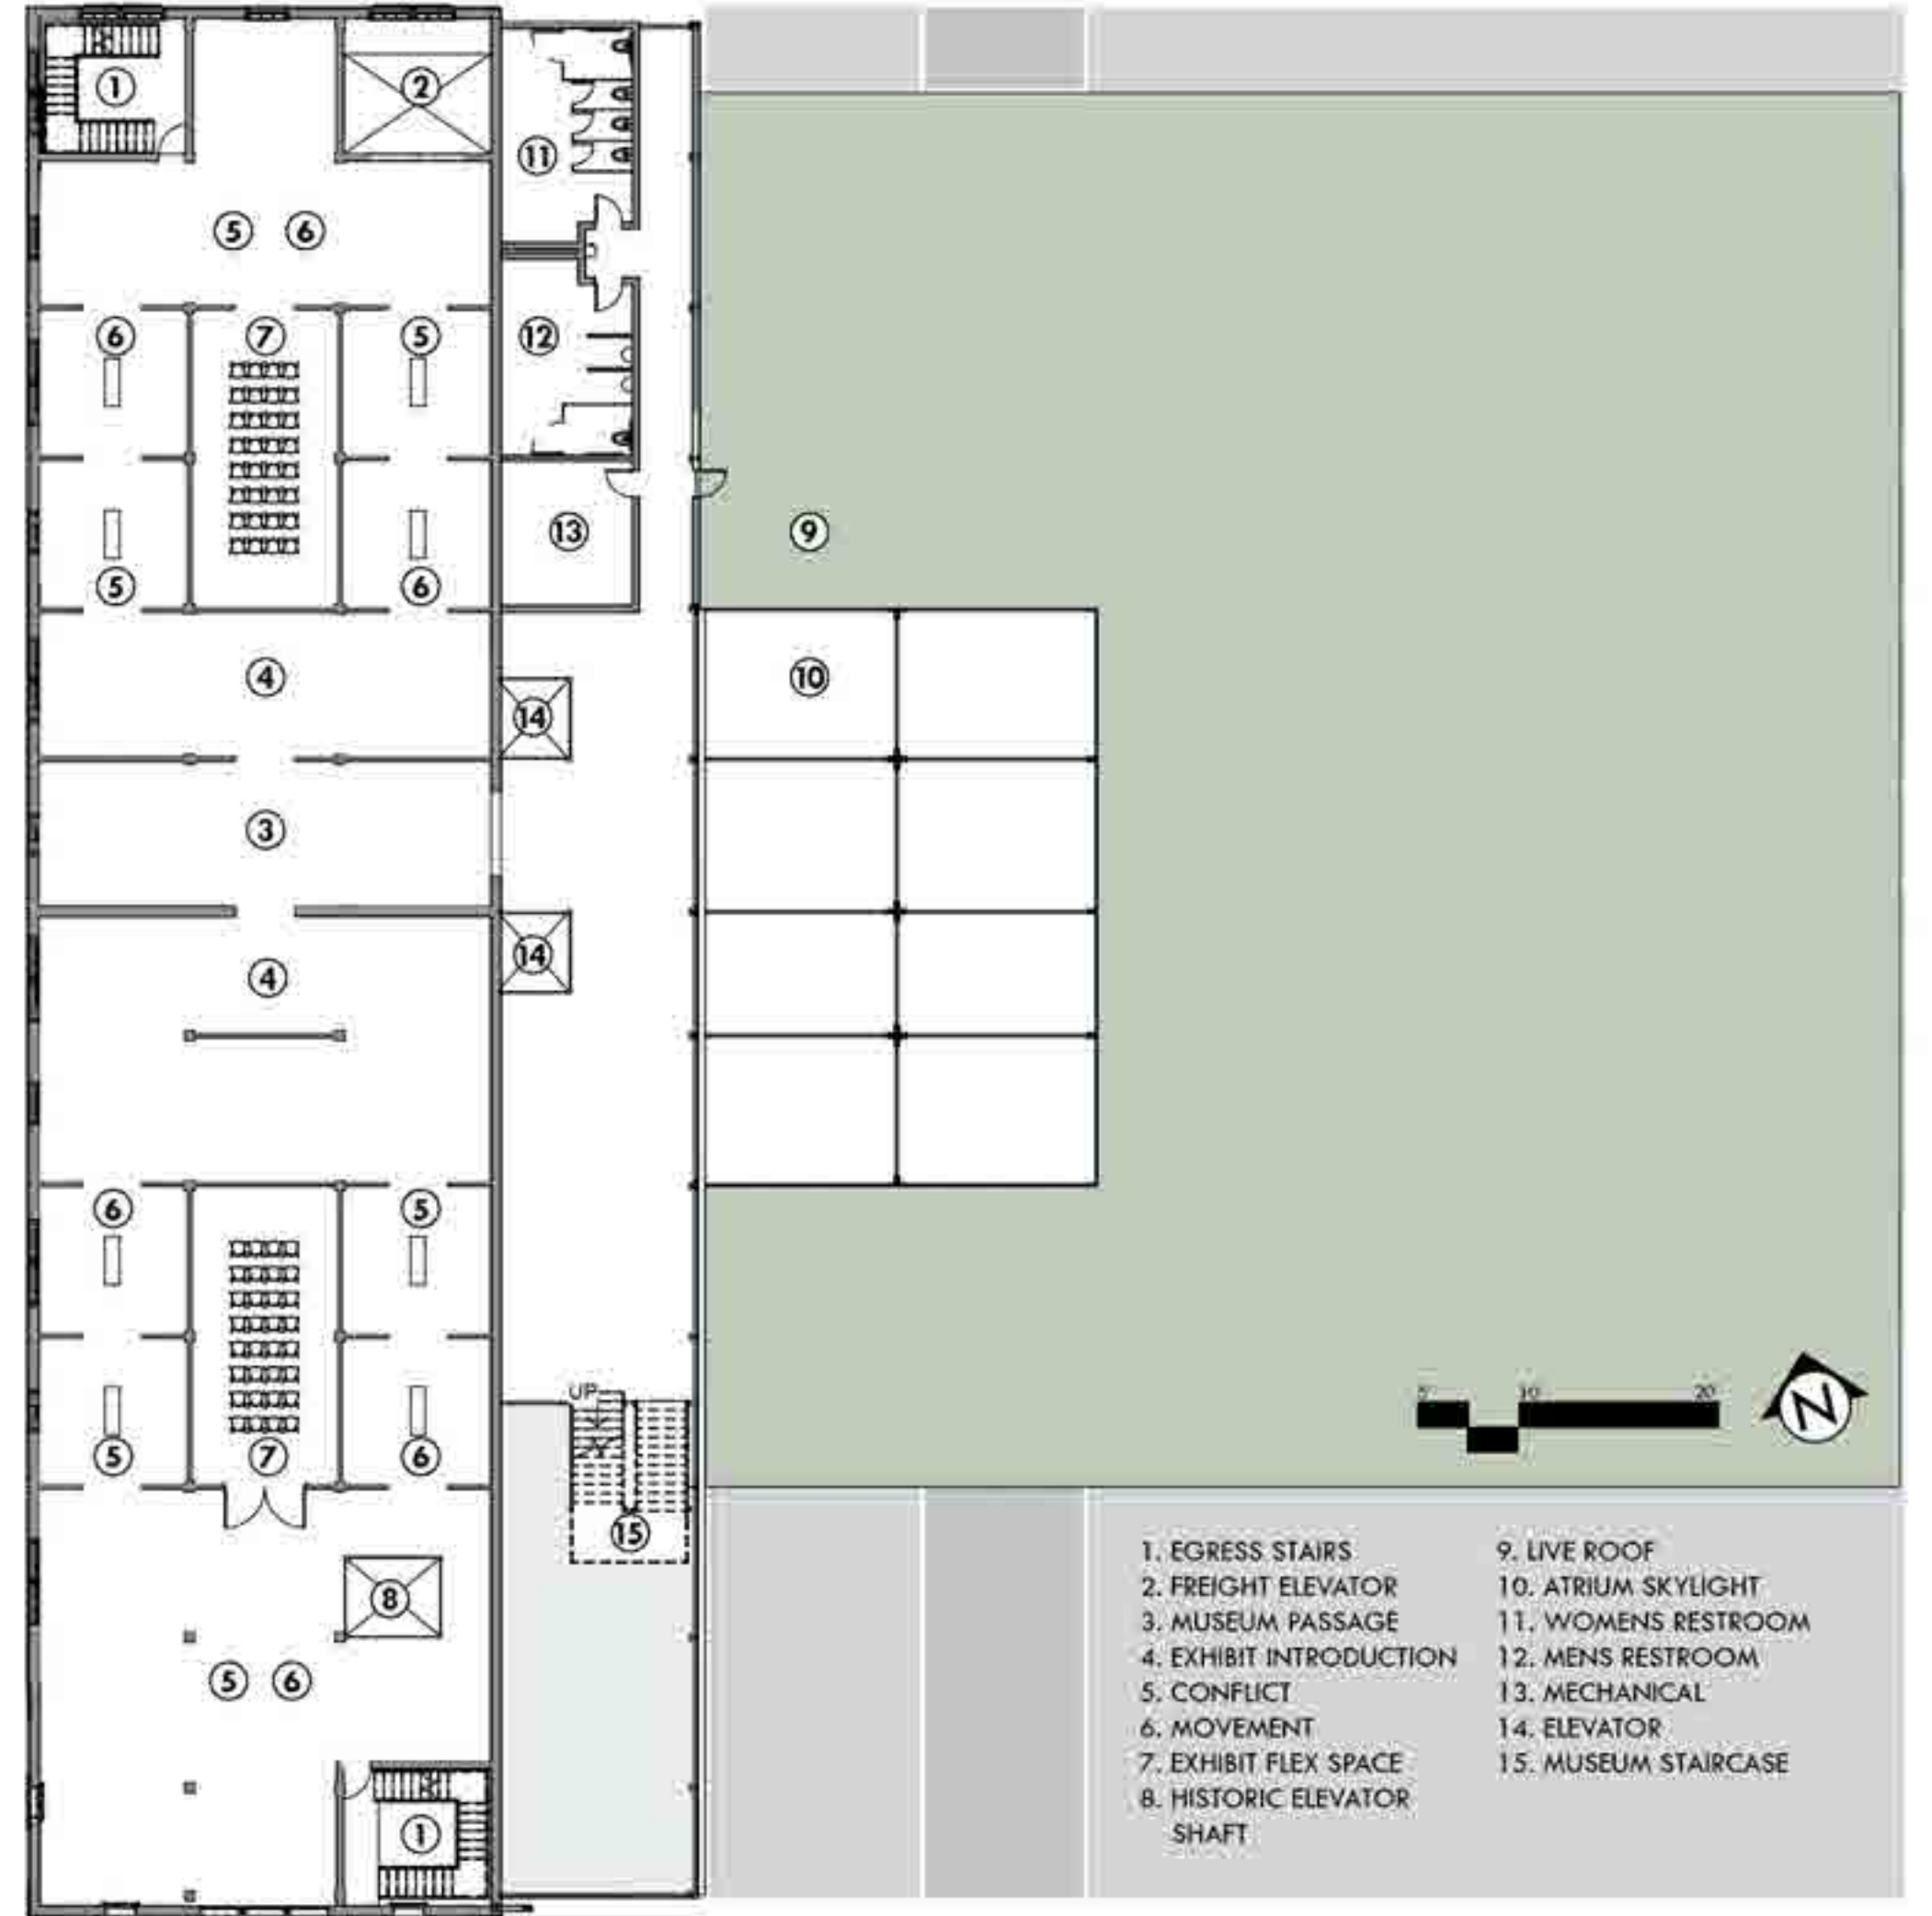 1
2
11
5 6
6 7 5
12
13
9
5 6
4
10
14
3
14
4
6 5
UP
5 7 6
15
8
5 6
1
5' 10 20
N
1. EGRESS STAIRS
2. FREIGHT ELEVATOR
3. MUSEUM PASSAGE
4. EXHIBIT INTRODUCTION
5. CONFLICT
6. MOVEMENT
7. EXHIBIT FLEX SPACE
8. HISTORIC ELEVATOR
SHAFT
9. LIVE ROOF
10. ATRIUM SKYLIGHT
11. WOMENS RESTROOM
12. MENS RESTROOM
13. MECHANICAL
14. ELEVATOR
15. MUSEUM STAIRCASE